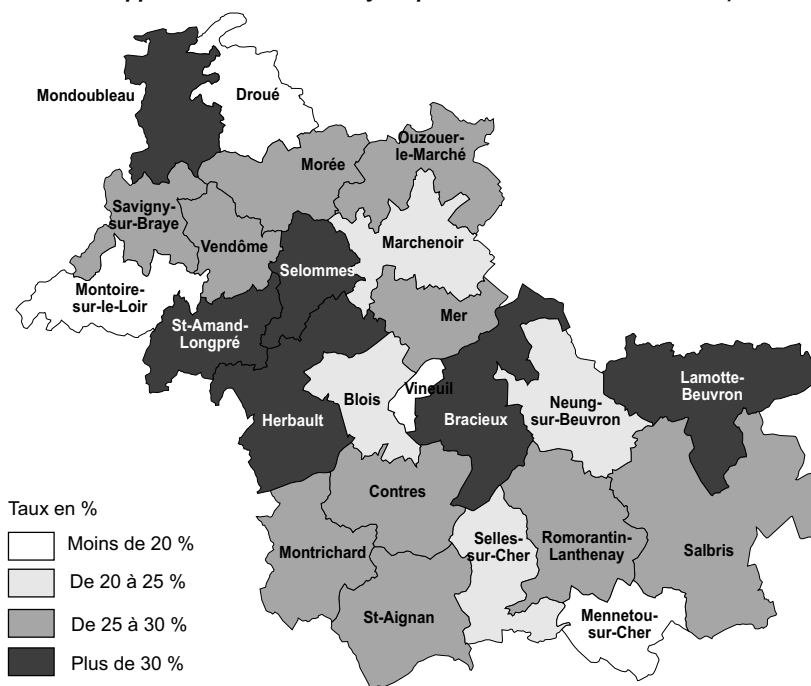 Mondoubleau
Droué
Ouzouer-
le-Marché
Morée
Savigny-
sur-Braye
Vendôme
Marchenoir
Selommes
Montoire-
sur-le-Loir
St-Amand-
Longpré
Mer
Vineuil
Blois
Herbault
Bracieux
Neung-
sur-Beuvron
Lamotte-
Beuvron
Contres
Montrichard
Selles-
sur-Cher
Romorantin-
Lanthenay
Salbris
St-Aignan
Mennetou-
sur-Cher
Taux en %
Moins de 20 %
De 20 à 25 %
De 25 à 30 %
Plus de 30 %